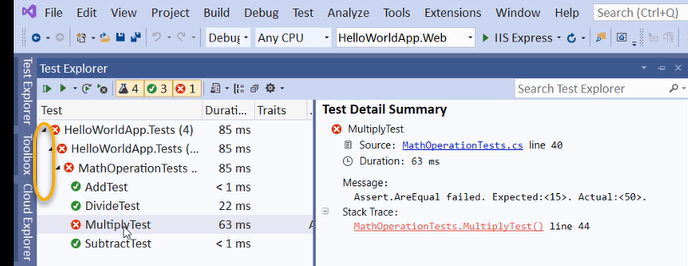 File Edit View Project Build Debug Test Analyze Tools Extensions Window Help Search (Ctrl+Q)
Debug Any CPU HelloWorldApp.Web IIS Express
Test Explorer
4 3 1 Search Test Explorer
Test Durati... Traits
HelloWorldApp.Tests (4) 85 ms
HelloWorldApp.Tests (... 85 ms
MathOperationTests .. 85 ms
AddTest < 1 ms
DivideTest 22 ms
MultiplyTest 63 ms
SubtractTest < 1 ms
Test Explorer
Toolbox
Cloud Explorer
Test Detail Summary
MultiplyTest
Source: MathOperationTests.cs line 40
Duration: 63 ms
Message:
Assert.AreEqual failed. Expected:<15>. Actual:<50>.
Stack Trace:
MathOperationTests.MultiplyTest() line 44